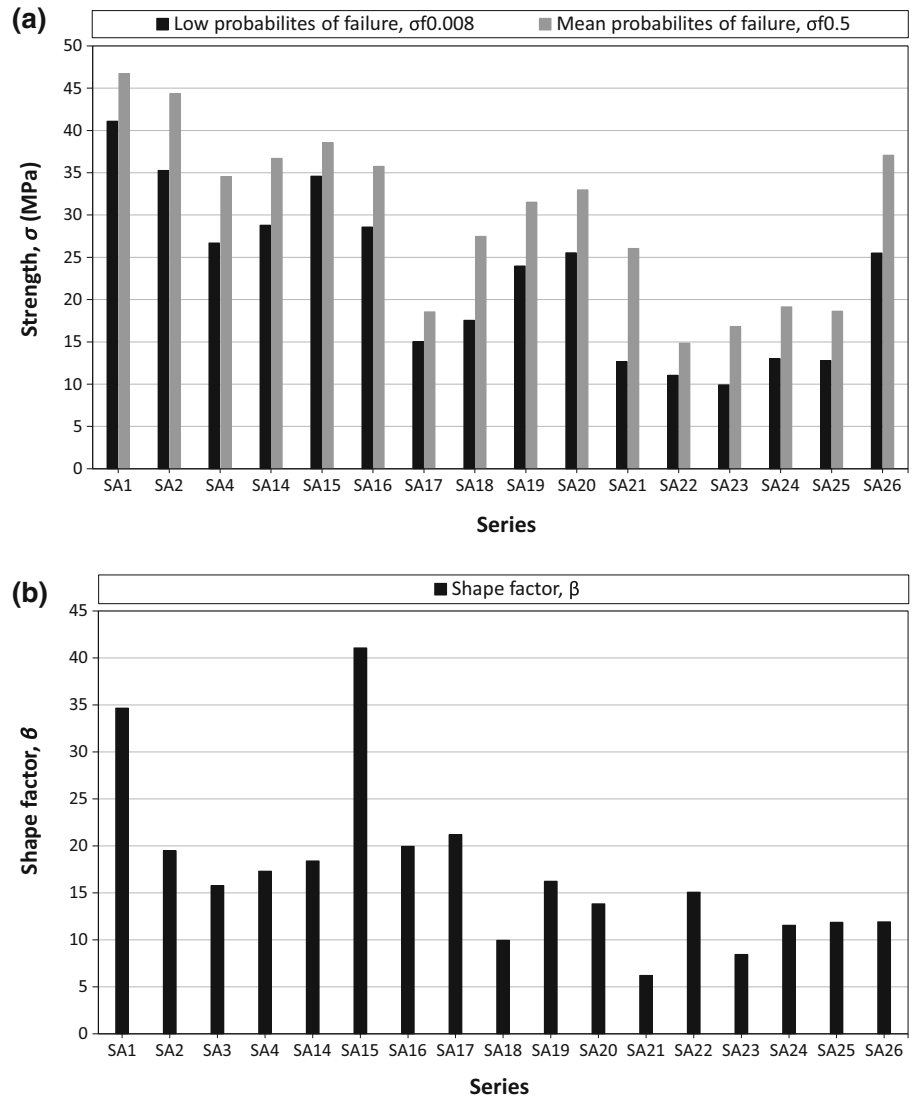 (a)
Low probabilites of failure, σf0.008 Mean probabilites of failure, σf0.5
50
45
40
35
30
25
20
15
10
5
0
Strength, σ (MPa)
SA1 SA2 SA4 SA14 SA15 SA16 SA17 SA18 SA19 SA20 SA21 SA22 SA23 SA24 SA25 SA26
Series
(b)
Shape factor, β
45
40
35
30
25
20
15
10
5
0
Shape factor, β
SA1 SA2 SA3 SA4 SA14 SA15 SA16 SA17 SA18 SA19 SA20 SA21 SA22 SA23 SA24 SA25 SA26
Series